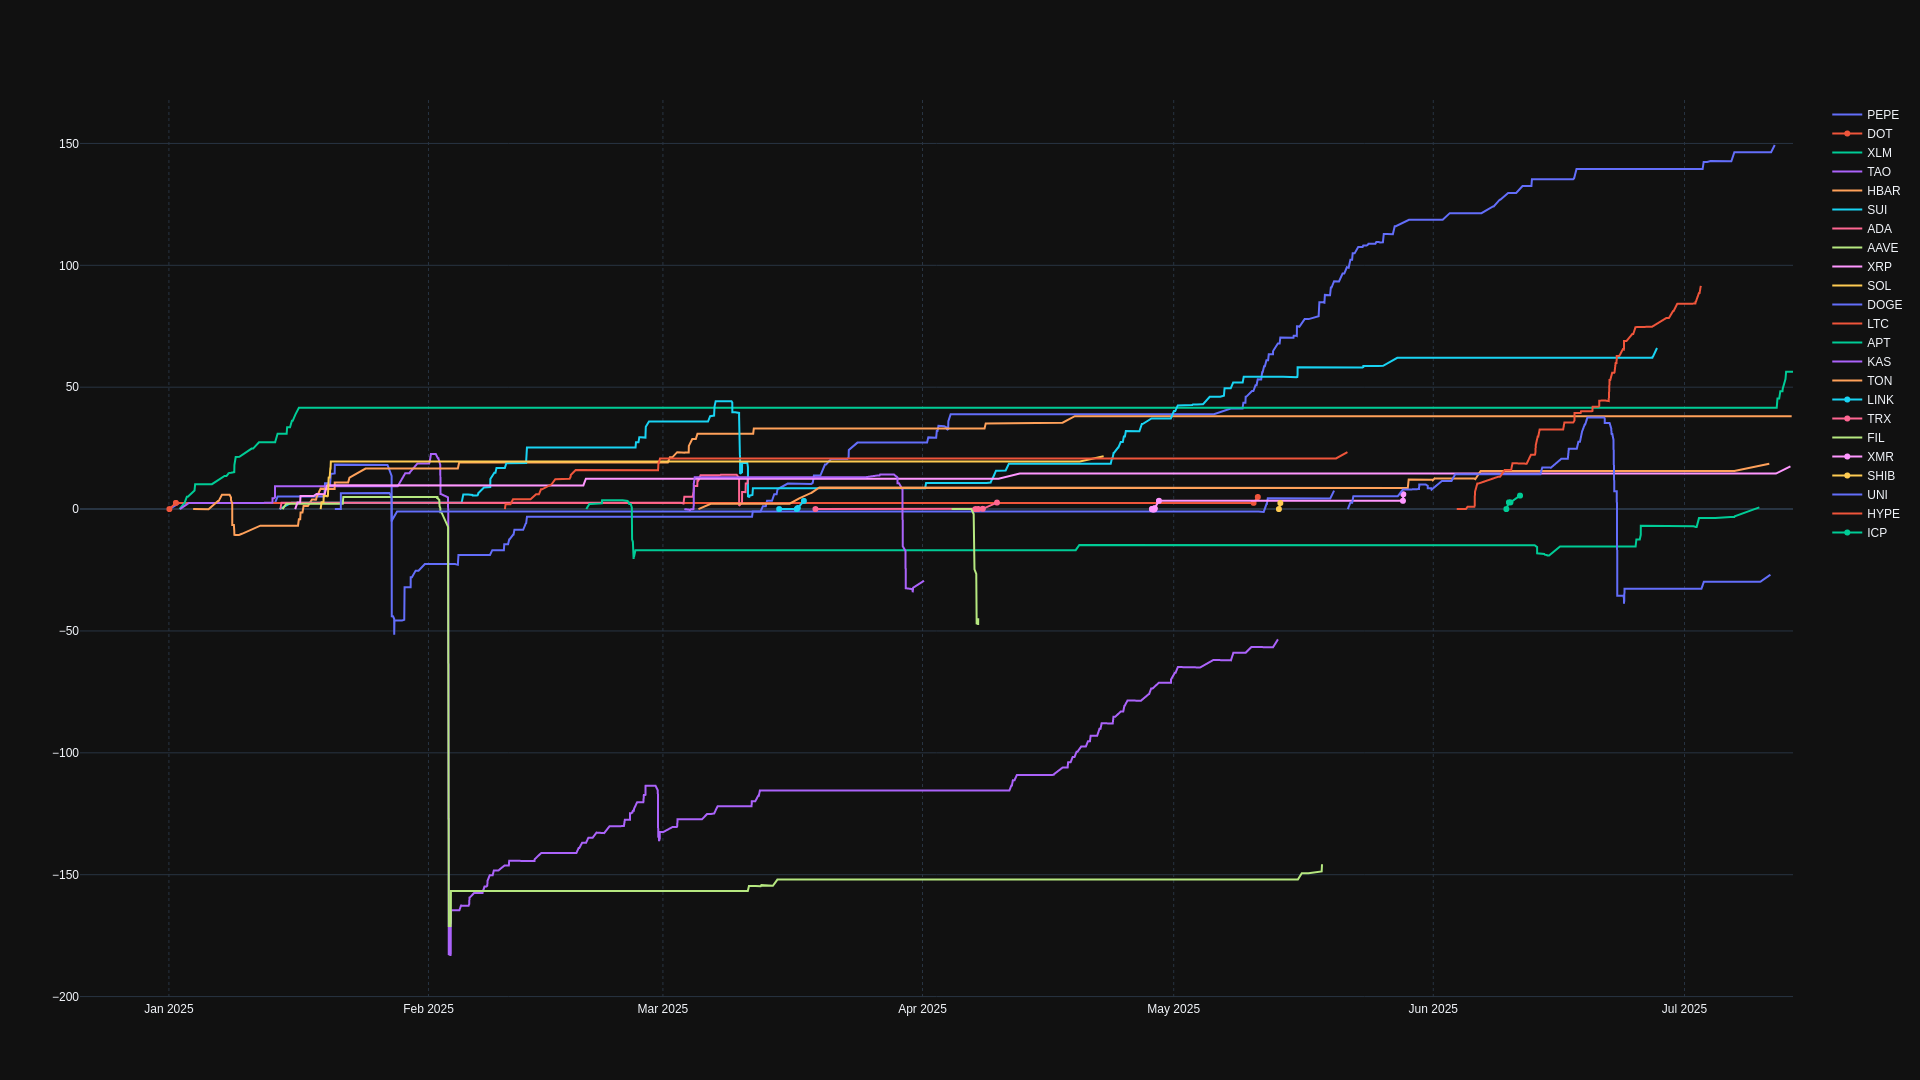 150
100
50
0
−50
−100
−150
−200
Jan 2025
Feb 2025
Mar 2025
Apr 2025
May 2025
Jun 2025
Jul 2025
PEPE
DOT
XLM
TAO
HBAR
SUI
ADA
AAVE
XRP
SOL
DOGE
LTC
APT
KAS
TON
LINK
TRX
FIL
XMR
SHIB
UNI
HYPE
ICP